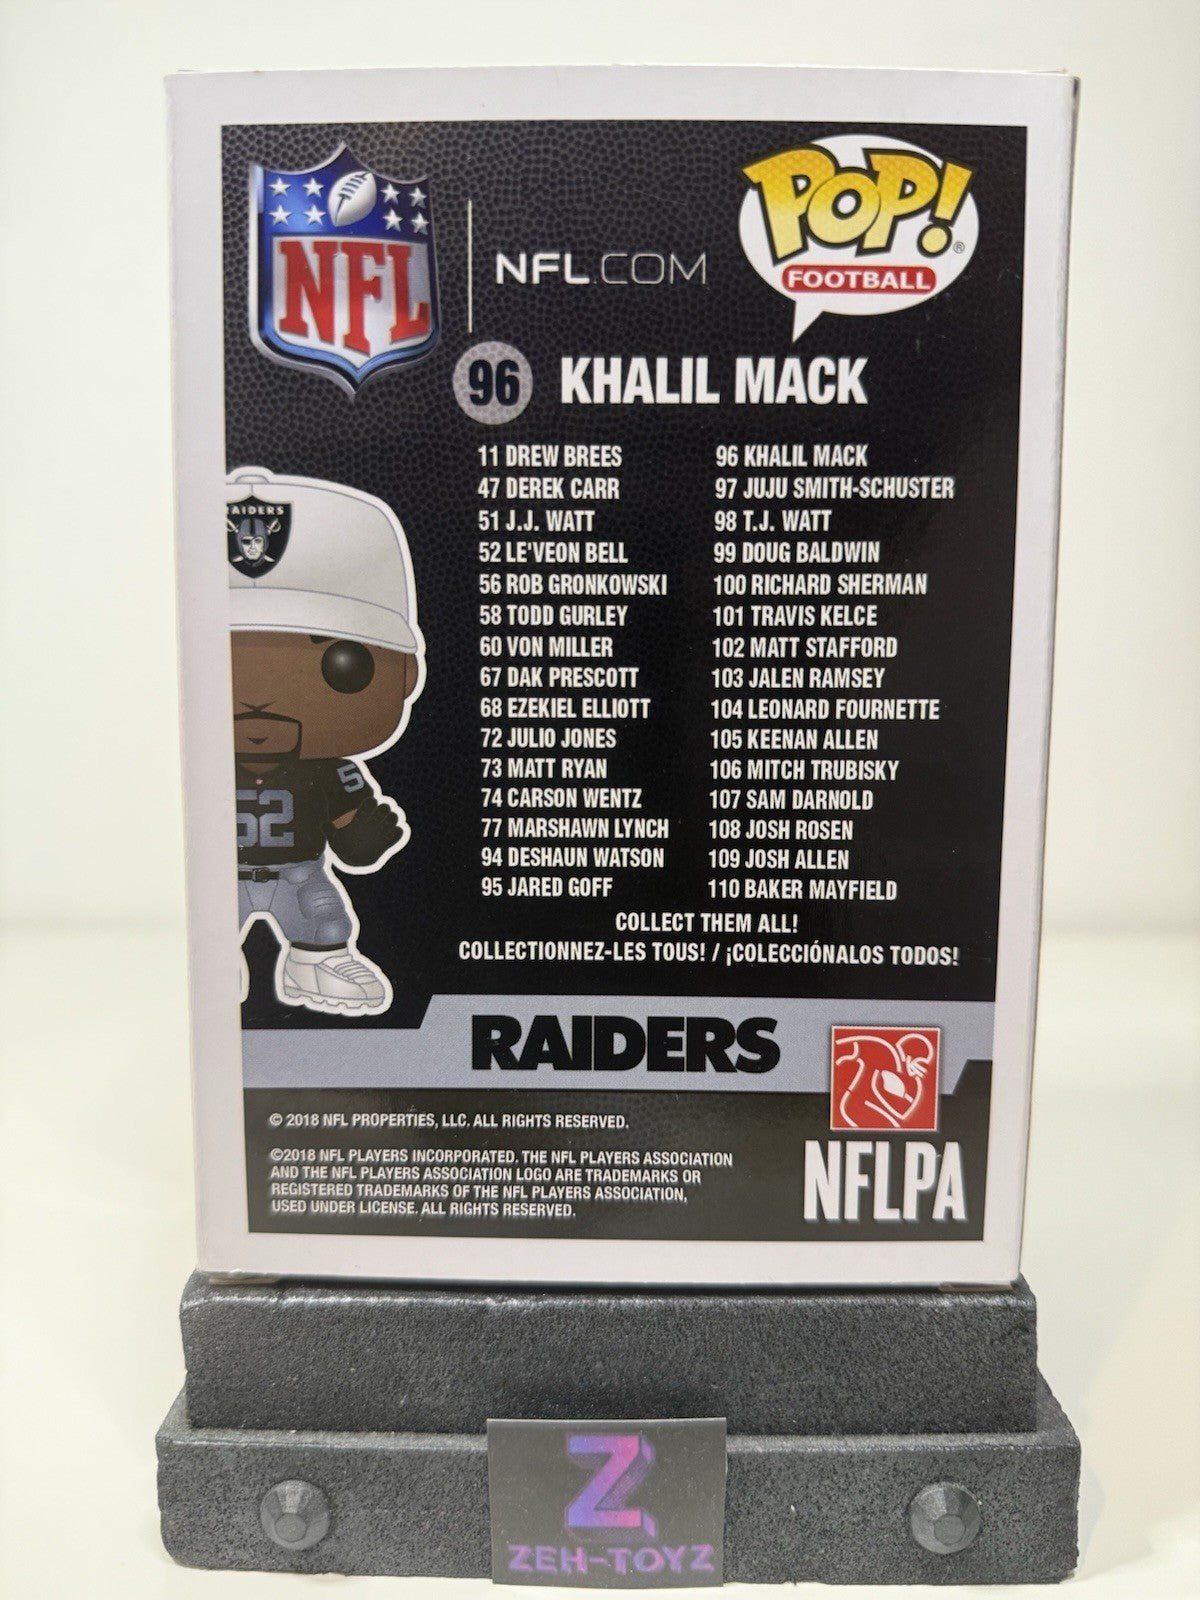 NFL
NFL.COM
POP!®
FOOTBALL
96 KHALIL MACK
11 DREW BREES
47 DEREK CARR
51 J.J. WATT
52 LE'VEON BELL
56 ROB GRONKOWSKI
58 TODD GURLEY
60 VON MILLER
67 DAK PRESCOTT
68 EZEKIEL ELLIOTT
72 JULIO JONES
73 MATT RYAN
74 CARSON WENTZ
77 MARSHAWN LYNCH
94 DESHAUN WATSON
95 JARED GOFF
96 KHALIL MACK
97 JUJU SMITH-SCHUSTER
98 T.J. WATT
99 DOUG BALDWIN
100 RICHARD SHERMAN
101 TRAVIS KELCE
102 MATT STAFFORD
103 JALEN RAMSEY
104 LEONARD FOURNETTE
105 KEENAN ALLEN
106 MITCH TRUBISKY
107 SAM DARNOLD
108 JOSH ROSEN
109 JOSH ALLEN
110 BAKER MAYFIELD
COLLECT THEM ALL!
COLLECTIONNEZ-LES TOUS! / ¡COLECCIÓNALOS TODOS!
RAIDERS
5
52
RAIDERS
© 2018 NFL PROPERTIES, LLC. ALL RIGHTS RESERVED.
©2018 NFL PLAYERS INCORPORATED. THE NFL PLAYERS ASSOCIATION
AND THE NFL PLAYERS ASSOCIATION LOGO ARE TRADEMARKS OR
REGISTERED TRADEMARKS OF THE NFL PLAYERS ASSOCIATION,
USED UNDER LICENSE. ALL RIGHTS RESERVED.
NFLPA
Z
ZEH-TOYZ